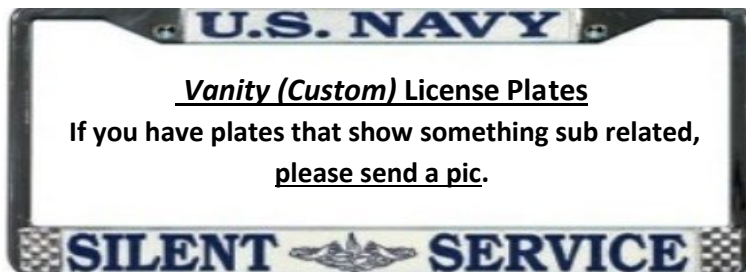 U.S. NAVY
Vanity (Custom) License Plates
If you have plates that show something sub related,
please send a pic.
SILENT SERVICE